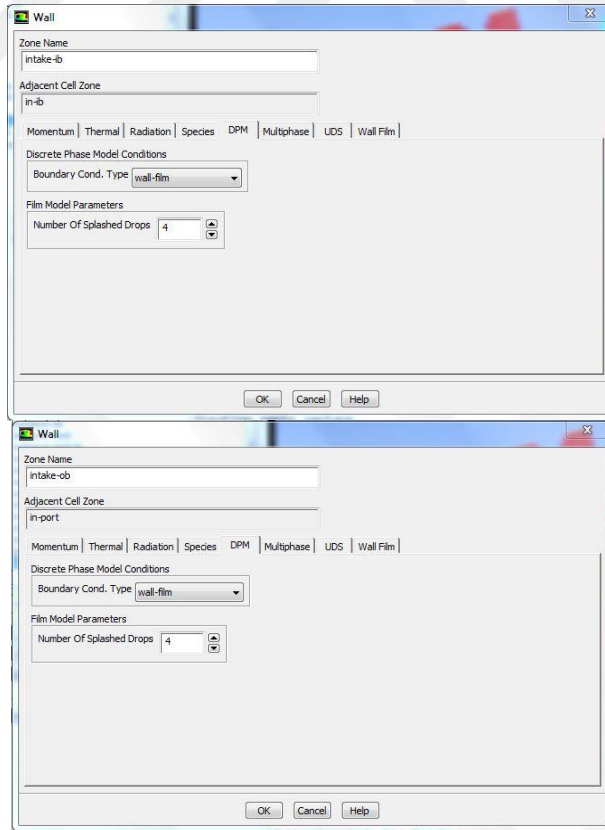 Wall
Zone Name
intake-ib
Adjacent Cell Zone
in-ib
Momentum Thermal Radiation Species DPM Multiphase UDS Wall Film
Discrete Phase Model Conditions
Boundary Cond. Type wall-film
Film Model Parameters
Number Of Splashed Drops 4
OK Cancel Help
Wall
Zone Name
intake-ob
Adjacent Cell Zone
in-port
Momentum Thermal Radiation Species DPM Multiphase UDS Wall Film
Discrete Phase Model Conditions
Boundary Cond. Type wall-film
Film Model Parameters
Number Of Splashed Drops 4
OK Cancel Help